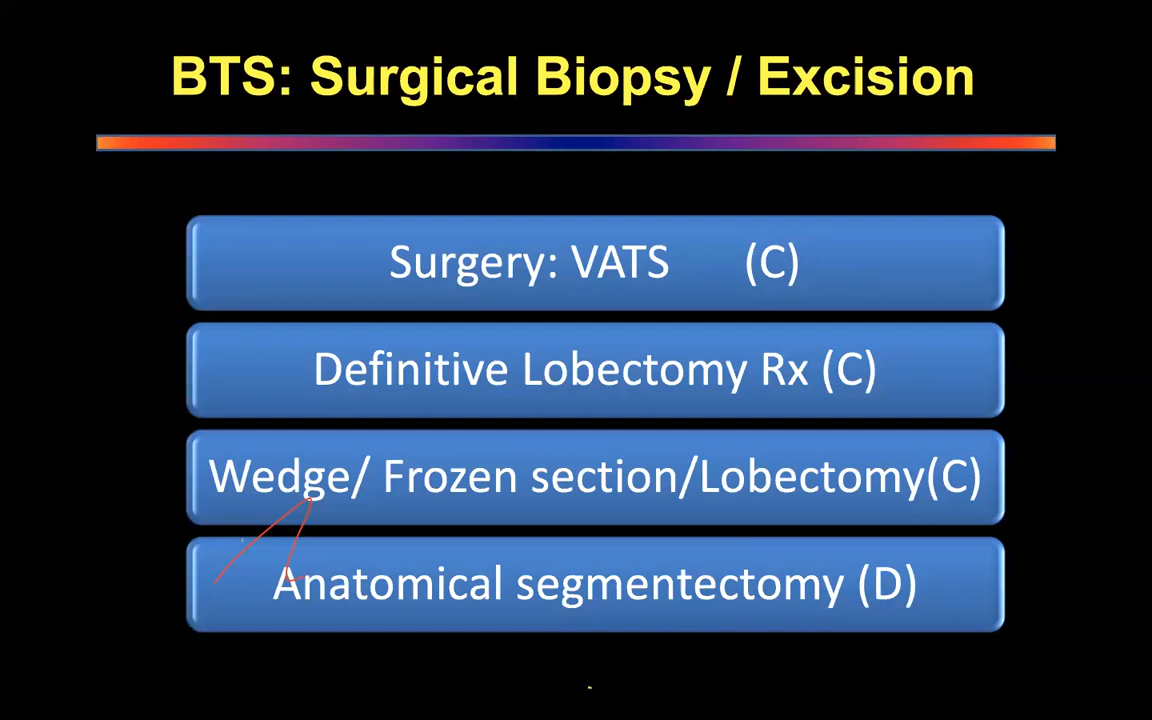 BTS: Surgical Biopsy / Excision
Surgery: VATS (C)
Definitive Lobectomy Rx (C)
Wedge/ Frozen section/Lobectomy(C)
Anatomical segmentectomy (D)